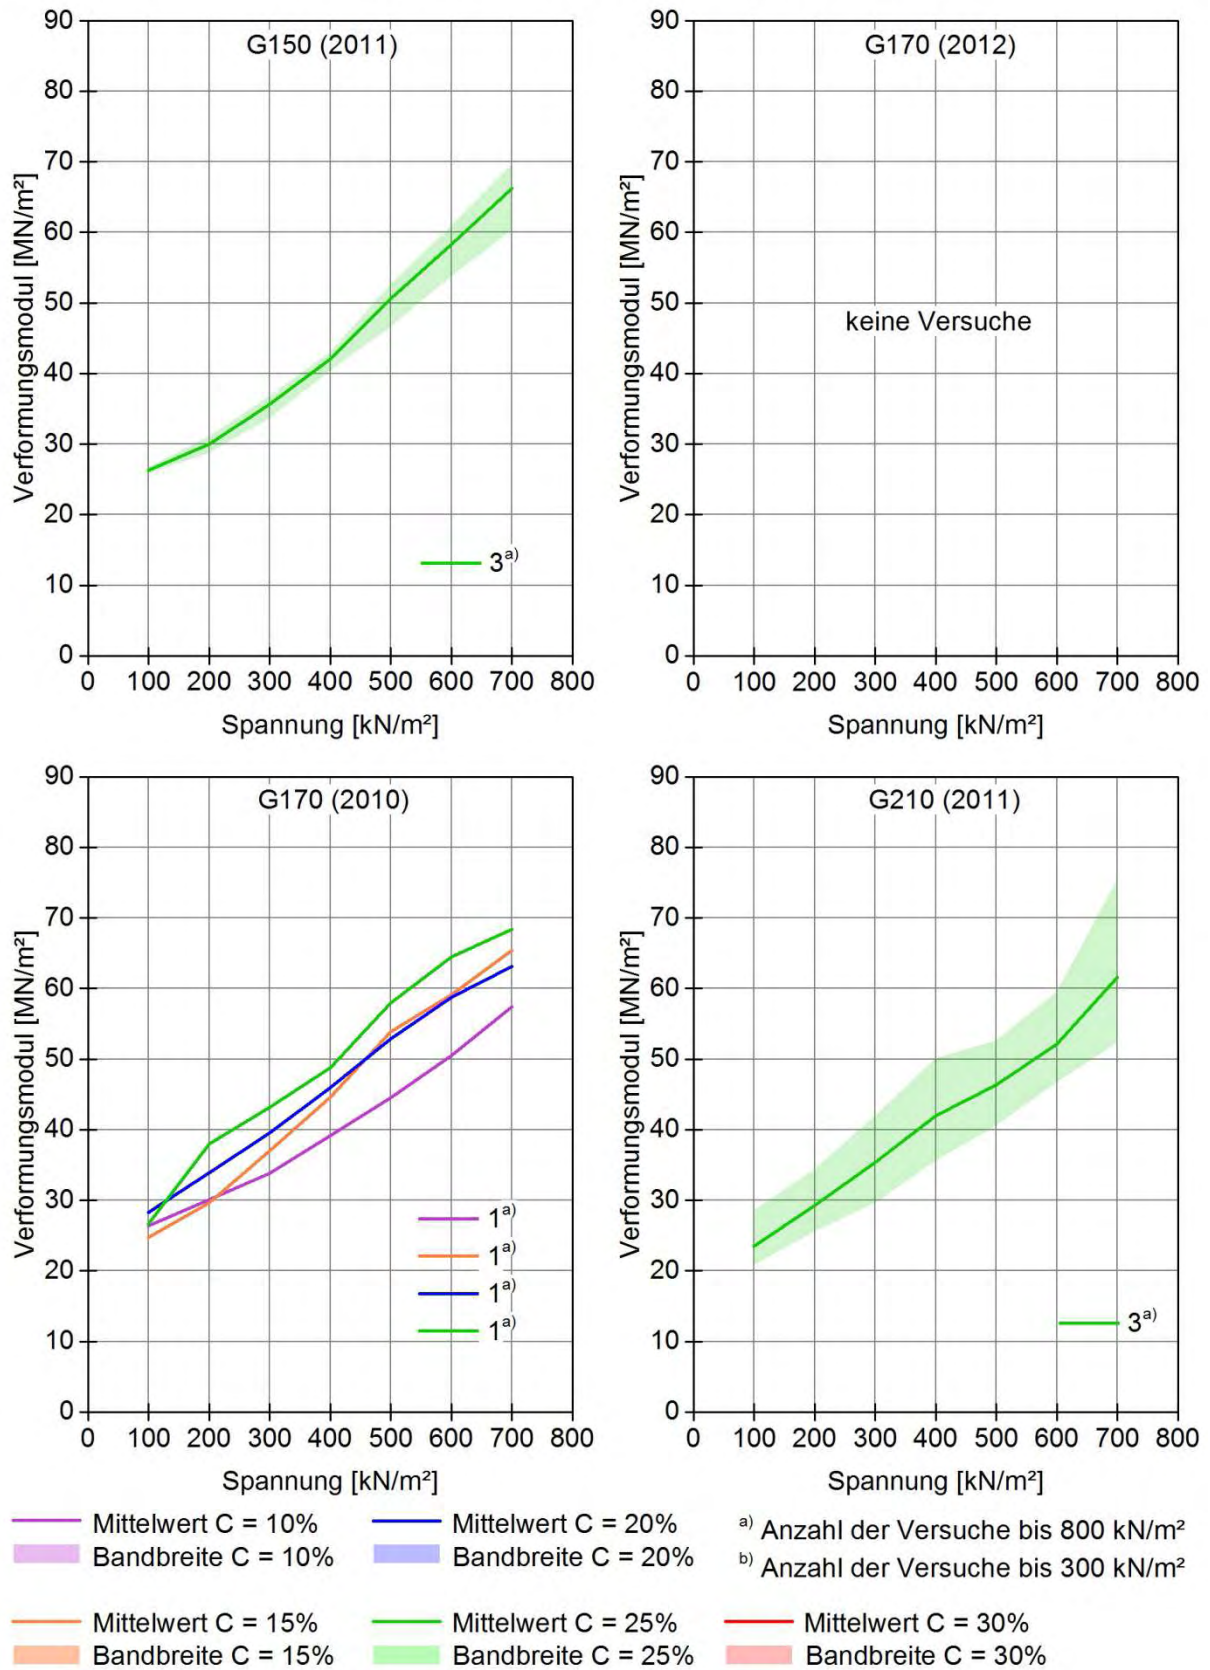 G150 (2011)
Verformungsmodul [MN/m²]
90
80
70
60
50
40
30
20
10
0
3a)
0 100 200 300 400 500 600 700 800
Spannung [kN/m²]
G170 (2012)
Verformungsmodul [MN/m²]
90
80
70
60
50
40
30
20
10
0
keine Versuche
0 100 200 300 400 500 600 700 800
Spannung [kN/m²]
G170 (2010)
Verformungsmodul [MN/m²]
90
80
70
60
50
40
30
20
10
0
1a)
1a)
1a)
1a)
0 100 200 300 400 500 600 700 800
Spannung [kN/m²]
G210 (2011)
Verformungsmodul [MN/m²]
90
80
70
60
50
40
30
20
10
0
3a)
0 100 200 300 400 500 600 700 800
Spannung [kN/m²]
Mittelwert C = 10%
Bandbreite C = 10%
Mittelwert C = 20%
Bandbreite C = 20%
a) Anzahl der Versuche bis 800 kN/m²
b) Anzahl der Versuche bis 300 kN/m²
Mittelwert C = 15%
Bandbreite C = 15%
Mittelwert C = 25%
Bandbreite C = 25%
Mittelwert C = 30%
Bandbreite C = 30%